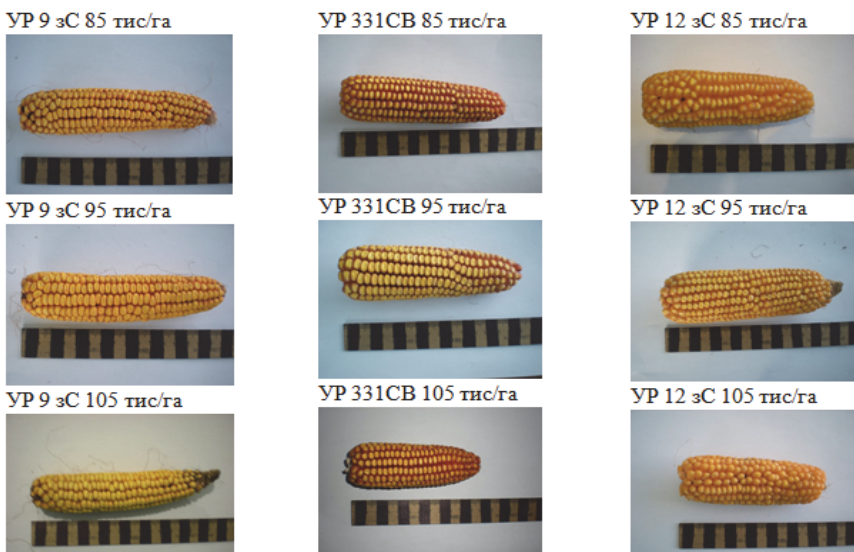 УР 9 зС 85 тис/га
УР 331СВ 85 тис/га
УР 12 зС 85 тис/га
УР 9 зС 95 тис/га
УР 331СВ 95 тис/га
УР 12 зС 95 тис/га
УР 9 зС 105 тис/га
УР 331СВ 105 тис/га
УР 12 зС 105 тис/га